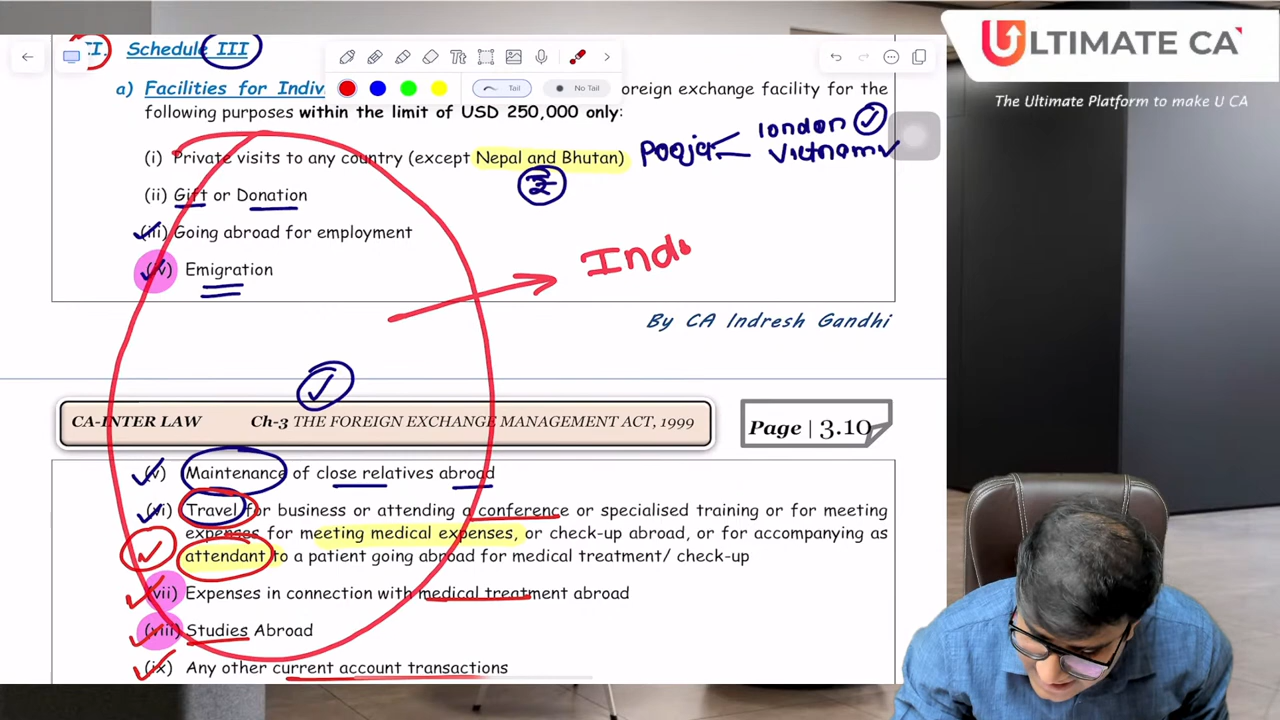 ULTIMATE CA
The Ultimate Platform to make U CA
I. Schedule III
Tail
No Tail
a) Facilities for Indiv oreign exchange facility for the
following purposes within the limit of USD 250,000 only:
london
Pooja
Vietnam
(i) Private visits to any country (except Nepal and Bhutan)
2
(ii) Gift or Donation
(iii) Going abroad for employment
Indi
(iv) Emigration
By CA Indresh Gandhi
CA-INTER LAW Ch-3 THE FOREIGN EXCHANGE MANAGEMENT ACT, 1999
Page | 3.10
(v) Maintenance of close relatives abroad
(vi) Travel for business or attending a conference or specialised training or for meeting
expenses for meeting medical expenses, or check-up abroad, or for accompanying as
attendant to a patient going abroad for medical treatment/ check-up
(vii) Expenses in connection with medical treatment abroad
(viii) Studies Abroad
(ix) Any other current account transactions